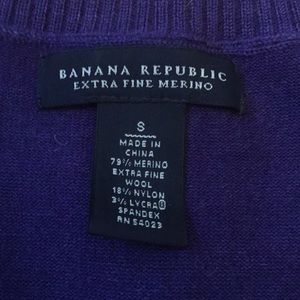 BANANA REPUBLIC
EXTRA FINE MERINO
S
MADE IN
CHINA
79% MERINO
EXTRA FINE
WOOL
18% NYLON
3% LYCRA®
SPANDEX
RN 54023